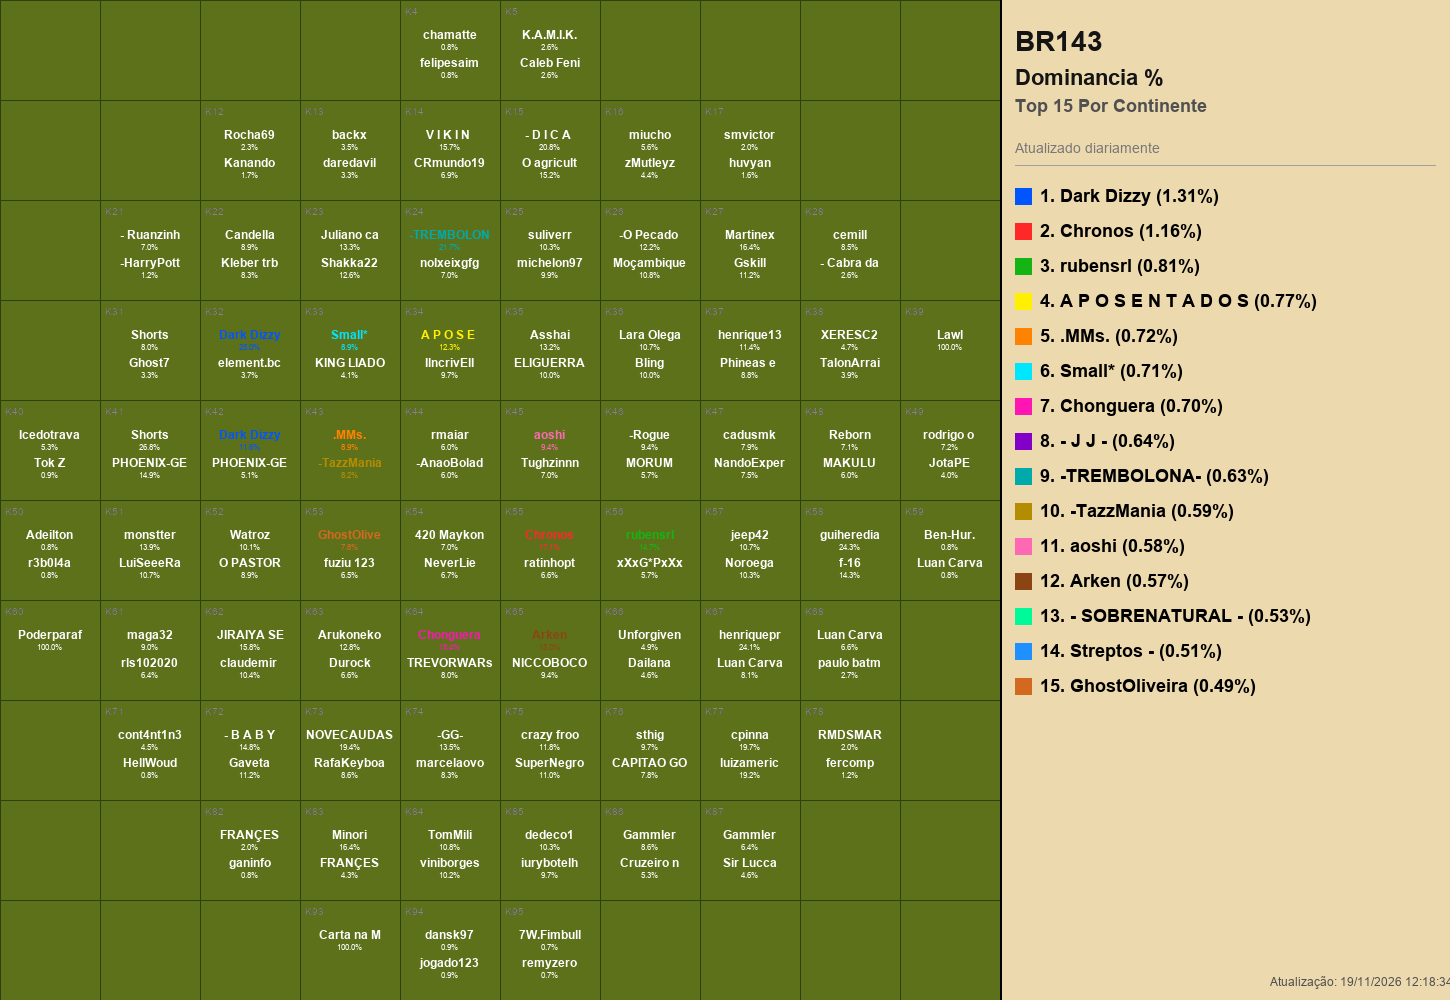 K4
chamatte
0.8%
felipesaim
0.8%
K5
K.A.M.I.K.
2.6%
Caleb Feni
2.6%
K12
Rocha69
2.3%
Kanando
1.7%
K13
backx
3.5%
daredavil
3.3%
K14
V I K I N
15.7%
CRmundo19
6.9%
K15
- D I C A
20.8%
O agricult
15.2%
K16
miucho
5.6%
zMutleyz
4.4%
K17
smvictor
2.0%
huvyan
1.6%
K21
- Ruanzinh
7.0%
-HarryPott
1.2%
K22
Candella
8.9%
Kleber trb
8.3%
K23
Juliano ca
13.3%
Shakka22
12.6%
K24
-TREMBOLON
21.7%
nolxeixgfg
7.0%
K25
suliverr
10.3%
michelon97
9.9%
K26
-O Pecado
12.2%
Moçambique
10.8%
K27
Martinex
16.4%
Gskill
11.2%
K28
cemill
8.5%
- Cabra da
2.6%
K31
Shorts
8.0%
Ghost7
3.3%
K32
Dark Dizzy
element.bc
3.7%
K33
Small*
8.9%
KING LIADO
4.1%
K34
A P O S E
12.3%
IIncrivEll
9.7%
K35
Asshai
13.2%
ELIGUERRA
10.0%
K36
Lara Olega
10.7%
Bling
10.0%
K37
henrique13
11.4%
Phineas e
8.8%
K38
XERESC2
4.7%
TalonArrai
3.9%
K39
Lawl
100.0%
K40
Icedotrava
5.3%
Tok Z
0.9%
K41
Shorts
26.8%
PHOENIX-GE
14.9%
K42
Dark Dizzy
PHOENIX-GE
5.1%
K43
.MMs.
8.9%
-TazzMania
8.2%
K44
rmaiar
6.0%
-AnaoBolad
6.0%
K45
aoshi
9.4%
Tughzinnn
7.0%
K46
-Rogue
9.4%
MORUM
5.7%
K47
cadusmk
7.9%
NandoExper
7.5%
K48
Reborn
7.1%
MAKULU
6.0%
K49
rodrigo o
7.2%
JotaPE
4.0%
K50
Adeilton
0.8%
r3b0l4a
0.8%
K51
monstter
13.9%
LuiSeeeRa
10.7%
K52
Watroz
10.1%
O PASTOR
8.9%
K53
GhostOlive
7.6%
fuziu 123
6.5%
K54
420 Maykon
7.0%
NeverLie
6.7%
K55
Chronos
17.1%
ratinhopt
6.6%
K56
rubensrl
14.7%
xXxG*PxXx
5.7%
K57
jeep42
10.7%
Noroega
10.3%
K58
guiheredia
24.3%
f-16
14.3%
K59
Ben-Hur.
0.8%
Luan Carva
0.8%
K60
Poderparaf
100.0%
K61
maga32
9.0%
rls102020
6.4%
K62
JIRAIYA SE
15.8%
claudemir
10.4%
K63
Arukoneko
12.8%
Durock
6.6%
K64
Chonguera
TREVORWARs
8.0%
K65
Arken
NICCOBOCO
9.4%
K66
Unforgiven
4.9%
Dailana
4.6%
K67
henriquepr
24.1%
Luan Carva
8.1%
K68
Luan Carva
6.6%
paulo batm
2.7%
K71
cont4nt1n3
4.5%
HellWoud
0.8%
K72
- B A B Y
14.8%
Gaveta
11.2%
K73
NOVECAUDAS
19.4%
RafaKeyboa
8.6%
K74
-GG-
13.5%
marcelaovo
8.3%
K75
crazy froo
11.8%
SuperNegro
11.0%
K76
sthig
9.7%
CAPITAO GO
7.8%
K77
cpinna
19.7%
luizameric
19.2%
K78
RMDSMAR
2.0%
fercomp
1.2%
K82
FRANÇES
2.0%
ganinfo
0.8%
K83
Minori
16.4%
FRANÇES
4.3%
K84
TomMili
10.8%
viniborges
10.2%
K85
dedeco1
10.3%
iurybotelh
9.7%
K86
Gammler
8.6%
Cruzeiro n
5.3%
K87
Gammler
6.4%
Sir Lucca
4.6%
K93
Carta na M
100.0%
K94
dansk97
0.9%
jogado123
0.9%
K95
7W.Fimbull
0.7%
remyzero
0.7%
BR143
Dominancia %
Top 15 Por Continente
Atualizado diariamente
1. Dark Dizzy (1.31%)
2. Chronos (1.16%)
3. rubensrl (0.81%)
4. A P O S E N T A D O S (0.77%)
5. .MMs. (0.72%)
6. Small* (0.71%)
7. Chonguera (0.70%)
8. - J J - (0.64%)
9. -TREMBOLONA- (0.63%)
10. -TazzMania (0.59%)
11. aoshi (0.58%)
12. Arken (0.57%)
13. - SOBRENATURAL - (0.53%)
14. Streptos - (0.51%)
15. GhostOliveira (0.49%)
Atualização: 19/11/2026 12:18:34